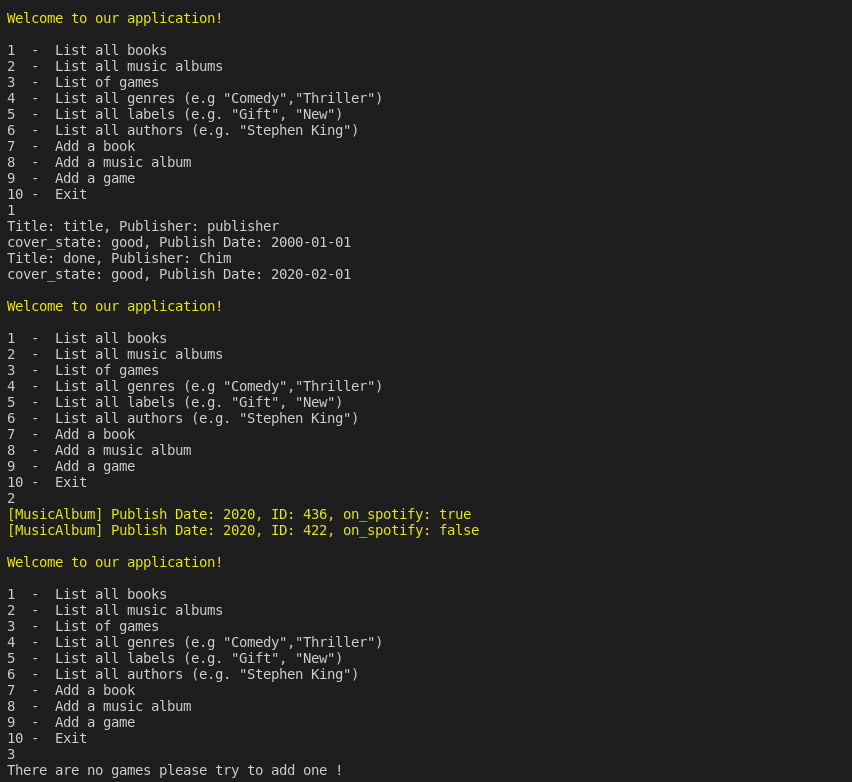 Welcome to our application!
1  -  List all books
2  -  List all music albums
3  -  List of games
4  -  List all genres (e.g "Comedy","Thriller")
5  -  List all labels (e.g. "Gift", "New")
6  -  List all authors (e.g. "Stephen King")
7  -  Add a book
8  -  Add a music album
9  -  Add a game
10 -  Exit
1
Title: title, Publisher: publisher
cover_state: good, Publish Date: 2000-01-01
Title: done, Publisher: Chim
cover_state: good, Publish Date: 2020-02-01
Welcome to our application!
1  -  List all books
2  -  List all music albums
3  -  List of games
4  -  List all genres (e.g "Comedy","Thriller")
5  -  List all labels (e.g. "Gift", "New")
6  -  List all authors (e.g. "Stephen King")
7  -  Add a book
8  -  Add a music album
9  -  Add a game
10 -  Exit
2
[MusicAlbum] Publish Date: 2020, ID: 436, on_spotify: true
[MusicAlbum] Publish Date: 2020, ID: 422, on_spotify: false
Welcome to our application!
1  -  List all books
2  -  List all music albums
3  -  List of games
4  -  List all genres (e.g "Comedy","Thriller")
5  -  List all labels (e.g. "Gift", "New")
6  -  List all authors (e.g. "Stephen King")
7  -  Add a book
8  -  Add a music album
9  -  Add a game
10 -  Exit
3
There are no games please try to add one !